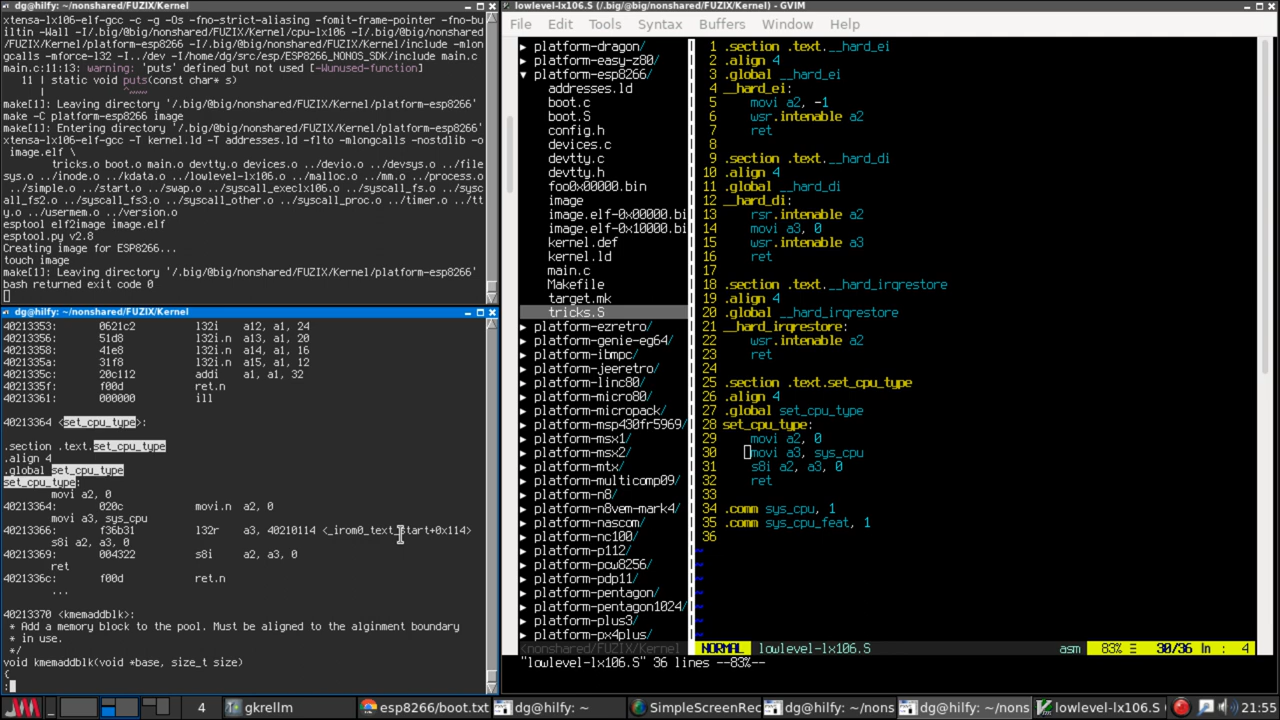 dg@hilfy: ~/nonshared/FUZIX/Kernel
xtensa-lx106-elf-gcc -c -g -Os -fno-strict-aliasing -fomit-frame-pointer -fno-bu
iltin -Wall -I/.big/@big/nonshared/FUZIX/Kernel/cpu-lx106 -I/.big/@big/nonshared
/FUZIX/Kernel/platform-esp8266 -I/.big/@big/nonshared/FUZIX/Kernel/include -mlon
gcalls -mforce-l32 -I../dev -I/home/dg/src/esp/ESP8266_NONOS_SDK/include main.c
main.c:11:13: warning: 'puts' defined but not used [-Wunused-function]
11 | static void puts(const char* s)
| ^~~~
make[1]: Leaving directory '/.big/@big/nonshared/FUZIX/Kernel/platform-esp8266'
make -C platform-esp8266 image
make[1]: Entering directory '/.big/@big/nonshared/FUZIX/Kernel/platform-esp8266'
xtensa-lx106-elf-gcc -T kernel.ld -T addresses.ld -flto -mlongcalls -nostdlib -o
image.elf \
tricks.o boot.o main.o devtty.o devices.o ../devio.o ../devsys.o ../file
sys.o ../inode.o ../kdata.o ../lowlevel-lx106.o ../malloc.o ../mm.o ../process.o
../simple.o ../start.o ../swap.o ../syscall_execlx106.o ../syscall_fs.o ../sysc
all_fs2.o ../syscall_fs3.o ../syscall_other.o ../syscall_proc.o ../timer.o ../tt
y.o ../usermem.o ../version.o
esptool elf2image image.elf
esptool.py v2.8
Creating image for ESP8266...
touch image
make[1]: Leaving directory '/.big/@big/nonshared/FUZIX/Kernel/platform-esp8266'
bash returned exit code 0
dg@hilfy: ~/nonshared/FUZIX/Kernel
40213353: 0621c2 l32i a12, a1, 24
40213356: 51d8 l32i.n a13, a1, 20
40213358: 41e8 l32i.n a14, a1, 16
4021335a: 31f8 l32i.n a15, a1, 12
4021335c: 20c112 addi a1, a1, 32
4021335f: f00d ret.n
40213361: 000000 ill
40213364 <set_cpu_type>:
.section .text.set_cpu_type
.align 4
.global set_cpu_type
set_cpu_type:
movi a2, 0
40213364: 020c movi.n a2, 0
movi a3, sys_cpu
40213366: f36b31 l32r a3, 40210114 <_irom0_text_start+0x114>
s8i a2, a3, 0
40213369: 004322 s8i a2, a3, 0
ret
4021336c: f00d ret.n
...
40213370 <kmemaddblk>:
* Add a memory block to the pool. Must be aligned to the alginment boundary
* in use.
*/
void kmemaddblk(void *base, size_t size)
{
:
lowlevel-lx106.S (/.big/@big/nonshared/FUZIX/Kernel) - GVIM
File Edit Tools Syntax Buffers Window Help
▶ platform-dragon/
▶ platform-easy-z80/
▼ platform-esp8266/
addresses.ld
boot.c
boot.S
config.h
devices.c
devtty.c
devtty.h
foo0x00000.bin
image
image.elf-0x00000.bi
image.elf-0x10000.bi
kernel.def
kernel.ld
main.c
Makefile
target.mk
tricks.S
▶ platform-ezretro/
▶ platform-genie-eg64/
▶ platform-ibmpc/
▶ platform-jeeretro/
▶ platform-linc80/
▶ platform-micro80/
▶ platform-micropack/
▶ platform-msp430fr5969/
▶ platform-msx1/
▶ platform-msx2/
▶ platform-mtx/
▶ platform-multicomp09/
▶ platform-n8/
▶ platform-n8vem-mark4/
▶ platform-nascom/
▶ platform-nc100/
▶ platform-p112/
▶ platform-pcw8256/
▶ platform-pdp11/
▶ platform-pentagon/
▶ platform-pentagon1024/
▶ platform-plus3/
▶ platform-px4plus/
<nonshared/FUZIX/Kernel
1 .section .text.__hard_ei
2 .align 4
3 .global __hard_ei
4 __hard_ei:
5 movi a2, -1
6 wsr.intenable a2
7 ret
8
9 .section .text.__hard_di
10 .align 4
11 .global __hard_di
12 __hard_di:
13 rsr.intenable a2
14 movi a3, 0
15 wsr.intenable a3
16 ret
17
18 .section .text.__hard_irqrestore
19 .align 4
20 .global __hard_irqrestore
21 __hard_irqrestore:
22 wsr.intenable a2
23 ret
24
25 .section .text.set_cpu_type
26 .align 4
27 .global set_cpu_type
28 set_cpu_type:
29 movi a2, 0
30 movi a3, sys_cpu
31 s8i a2, a3, 0
32 ret
33
34 .comm sys_cpu, 1
35 .comm sys_cpu_feat, 1
36
~
~
~
~
~
~
~
NORMAL lowlevel-lx106.S asm 83% Ξ 30/36 ln : 4
"lowlevel-lx106.S" 36 lines --83%--
4 gkrellm esp8266/boot.txt dg@hilfy: ~ SimpleScreenRec dg@hilfy: ~/nons dg@hilfy: ~/nons lowlevel-lx106.S 21:55